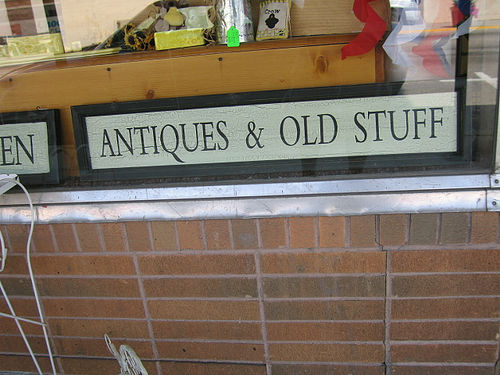 EN
ANTIQUES & OLD STUFF